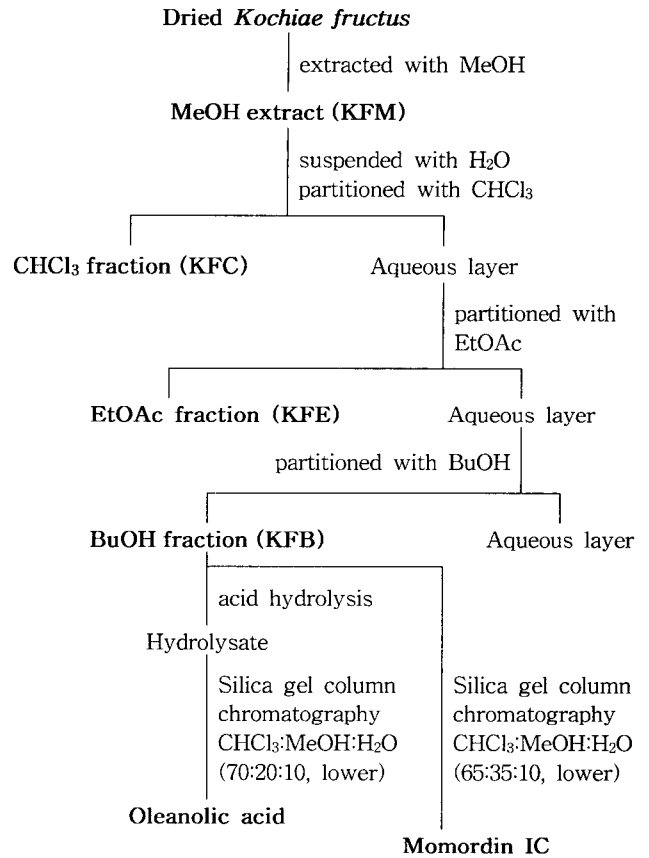 Dried Kochiae fructus
extracted with MeOH
MeOH extract (KFM)
suspended with H₂O
partitioned with CHCl₃
CHCl₃ fraction (KFC)
Aqueous layer
partitioned with
EtOAc
EtOAc fraction (KFE)
Aqueous layer
partitioned with BuOH
BuOH fraction (KFB)
Aqueous layer
acid hydrolysis
Hydrolysate
Silica gel column
chromatography
CHCl₃:MeOH:H₂O
(70:20:10, lower)
Silica gel column
chromatography
CHCl₃:MeOH:H₂O
(65:35:10, lower)
Oleanolic acid
Momordin IC